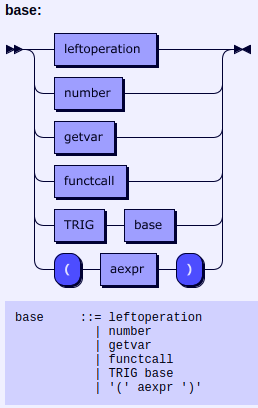 base:
leftoperation
number
getvar
functcall
TRIG base
( aexpr )
base ::= leftoperation
| number
| getvar
| functcall
| TRIG base
| '(' aexpr ')'